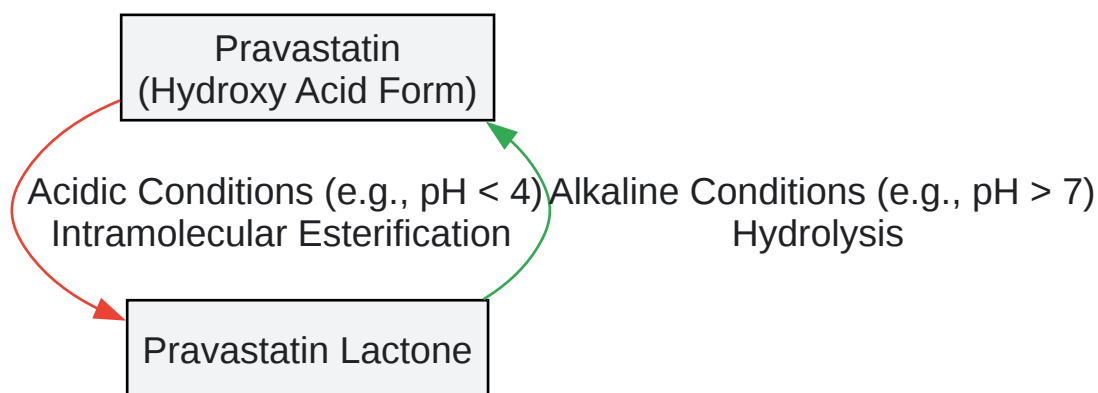 Pravastatin
(Hydroxy Acid Form)
Acidic Conditions (e.g., pH < 4)
Intramolecular Esterification
Alkaline Conditions (e.g., pH > 7)
Hydrolysis
Pravastatin Lactone